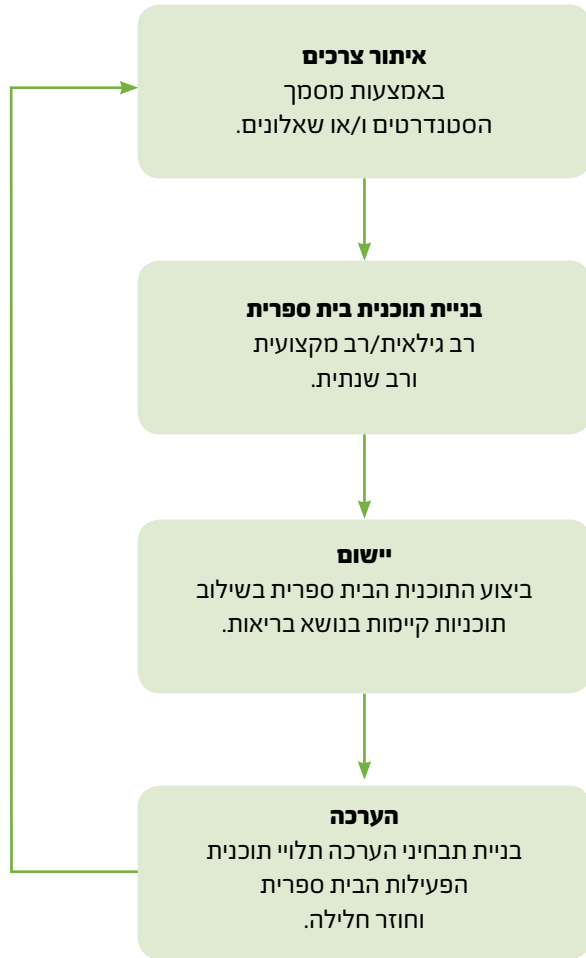 איתור צרכים
באמצעות מסמך
הסטנדרטים ו/או שאלונים.
בניית תוכנית בית ספרית
רב גילאית/רב מקצועית
ורב שנתית.
יישום
ביצוע התוכנית הבית ספרית בשילוב
תוכניות קיימות בנושא בריאות.
הערכה
בניית תבחיני הערכה תלויי תוכנית
הפעילות הבית ספרית
וחוזר חלילה.